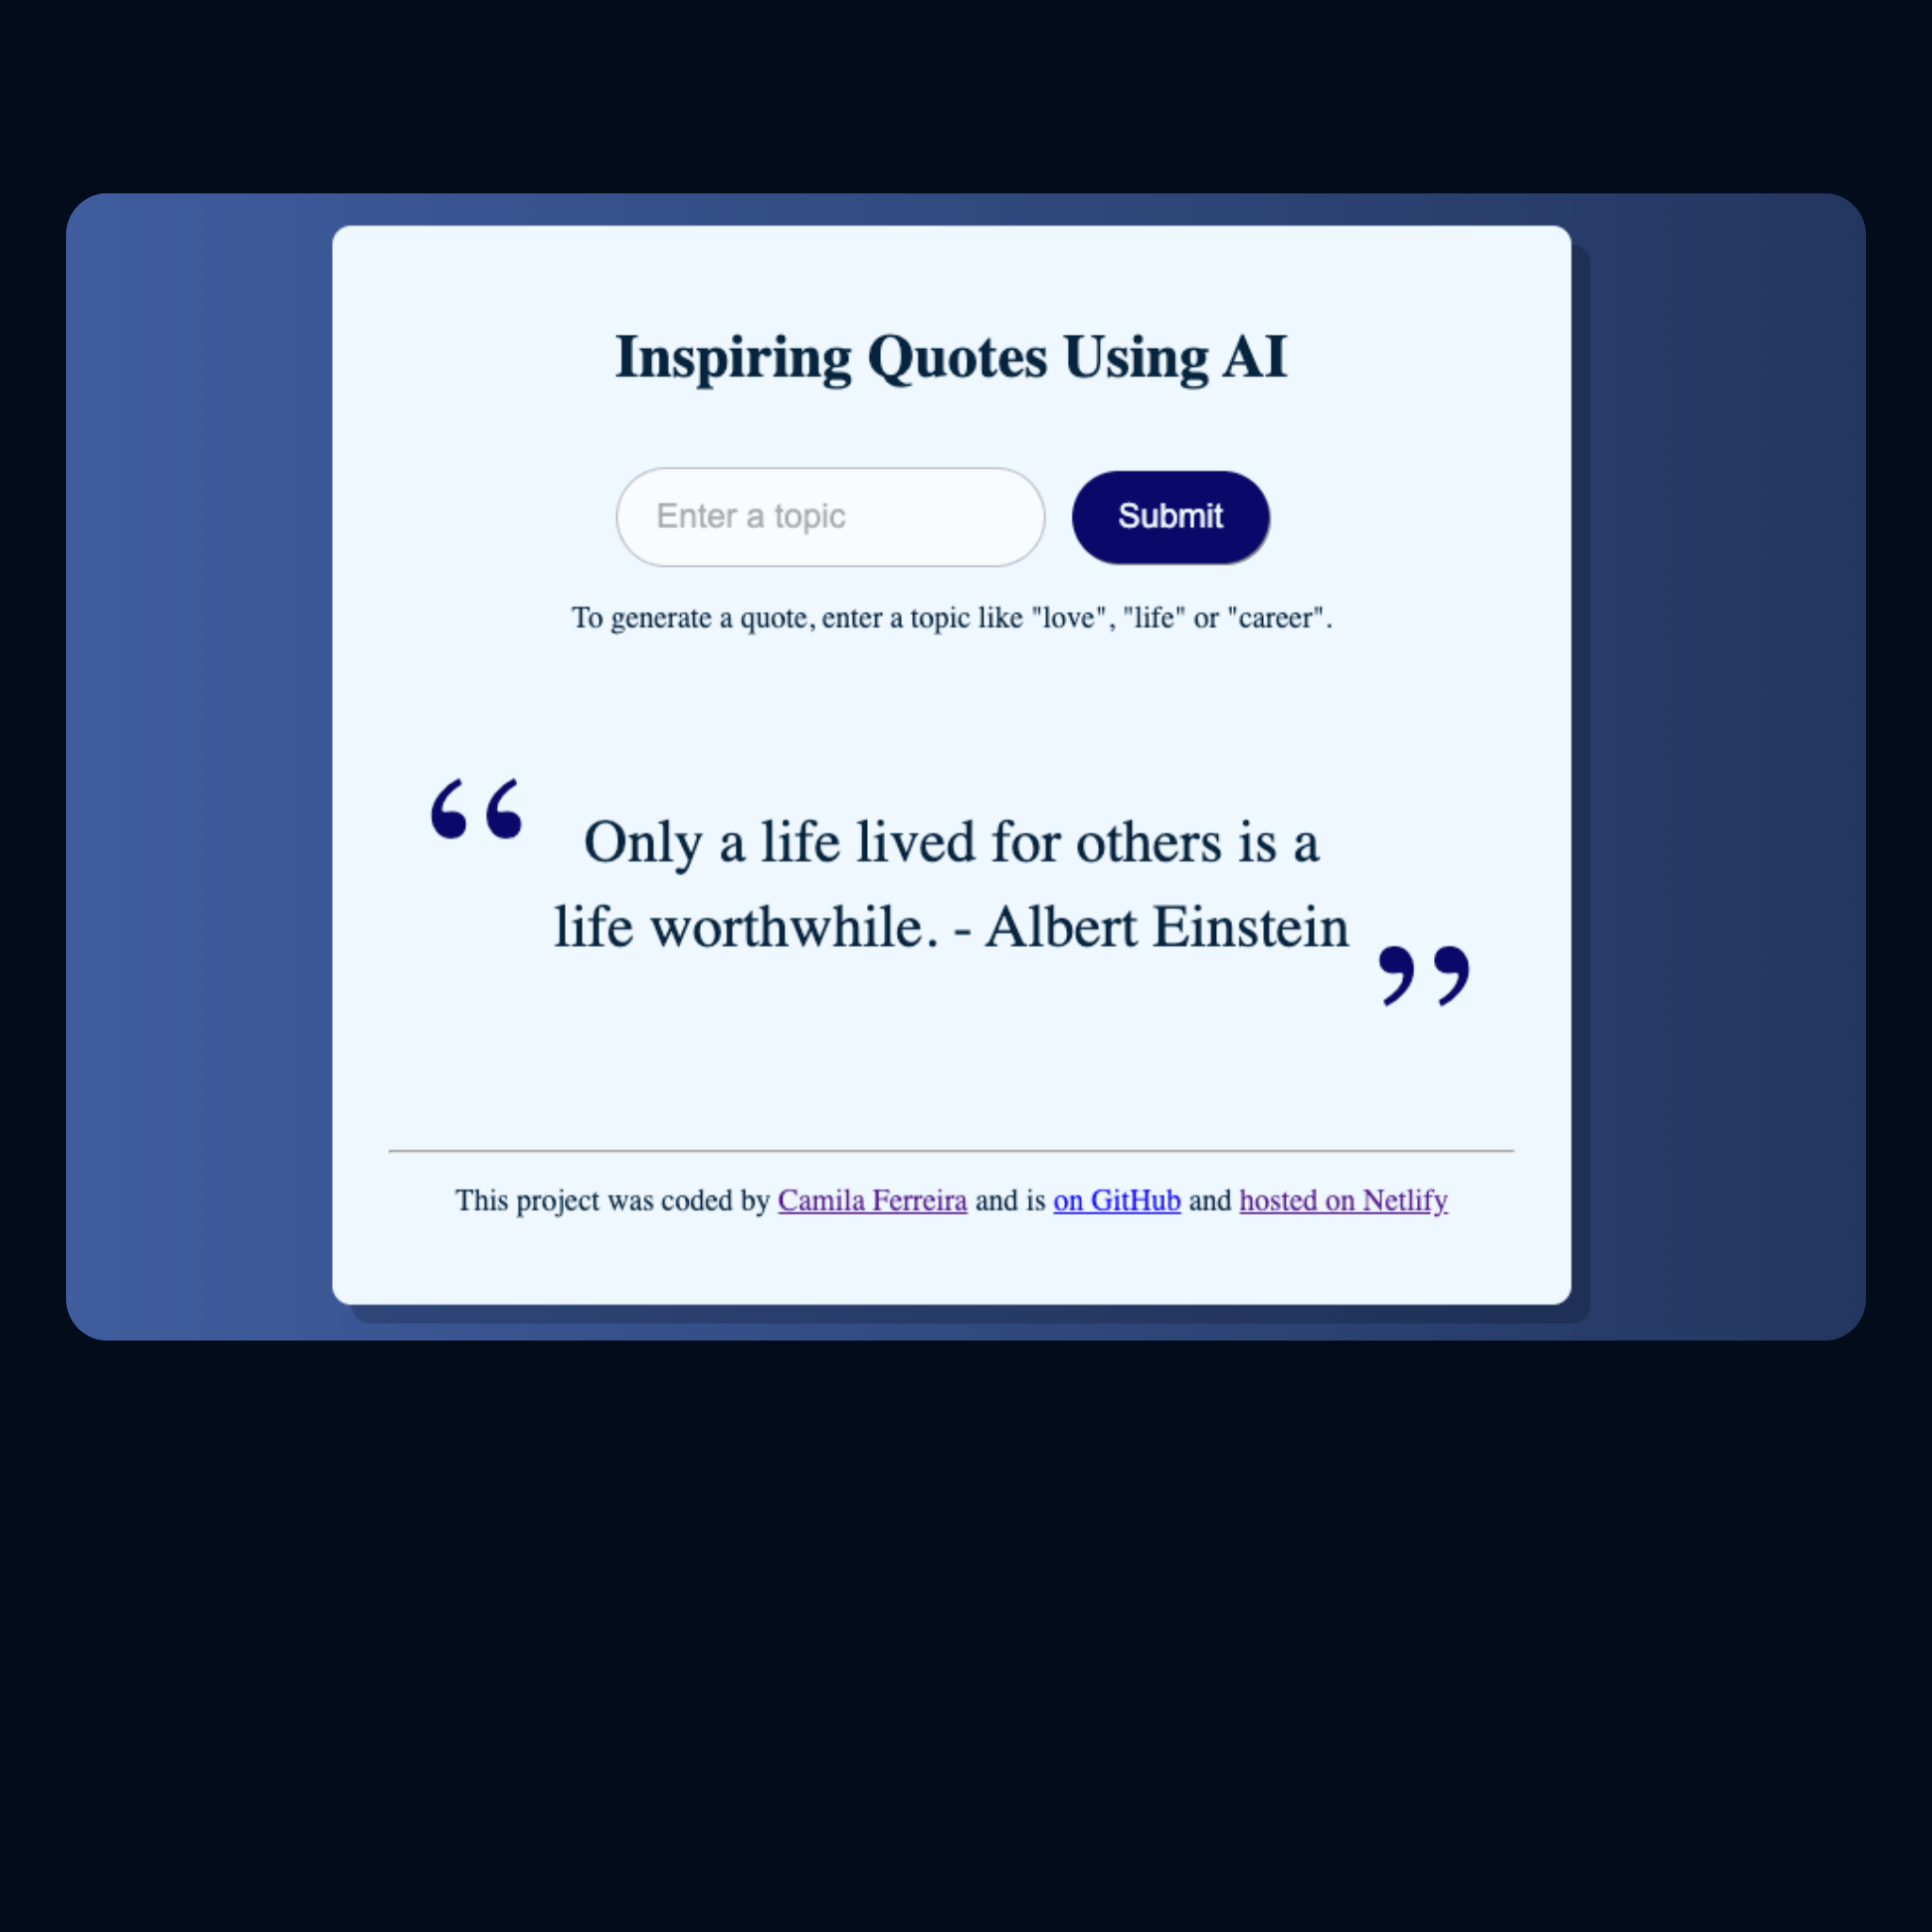 Inspiring Quotes Using AI
Enter a topic
Submit
To generate a quote, enter a topic like "love", "life" or "career".
“ Only a life lived for others is a
life worthwhile. - Albert Einstein ”
This project was coded by Camila Ferreira and is on GitHub and hosted on Netlify